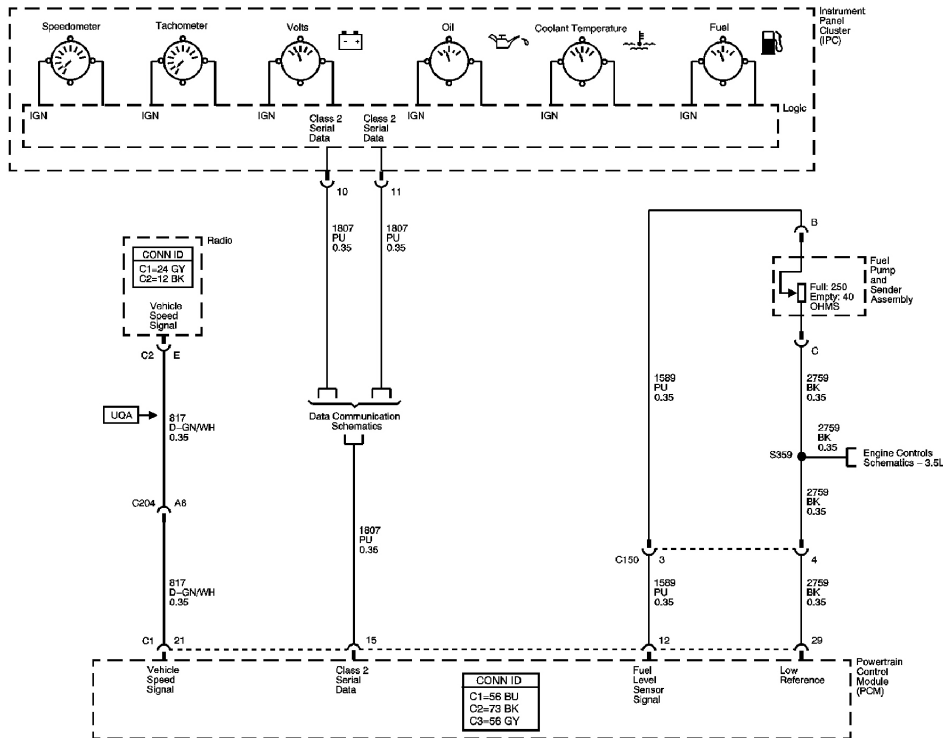 Instrument
Panel
Cluster
(IPC)
Speedometer
Tachometer
Volts
Oil
Coolant Temperature
Fuel
Logic
IGN
IGN
IGN
IGN
IGN
IGN
Class 2
Serial
Data
Class 2
Serial
Data
10
11
1807
PU
0.35
1807
PU
0.35
B
Radio
CONN ID
C1=24 GY
C2=12 BK
Vehicle
Speed
Signal
C2
E
Fuel
Pump
and
Sender
Assembly
Full: 250
Empty: 40
OHMS
C
1589
PU
0.35
2759
BK
0.35
UQA
817
D-GN/WH
0.35
Data Communication
Schematics
2759
BK
0.35
S359
Engine Controls
Schematics - 3.5L
C204
A8
1807
PU
0.35
2759
BK
0.35
C150
3
4
817
D-GN/WH
0.35
1589
PU
0.35
2759
BK
0.35
C1
21
15
12
29
Vehicle
Speed
Signal
Class 2
Serial
Data
Fuel
Level
Sensor
Signal
Low
Reference
Powertrain
Control
Module
(PCM)
CONN ID
C1=56 BU
C2=73 BK
C3=56 GY